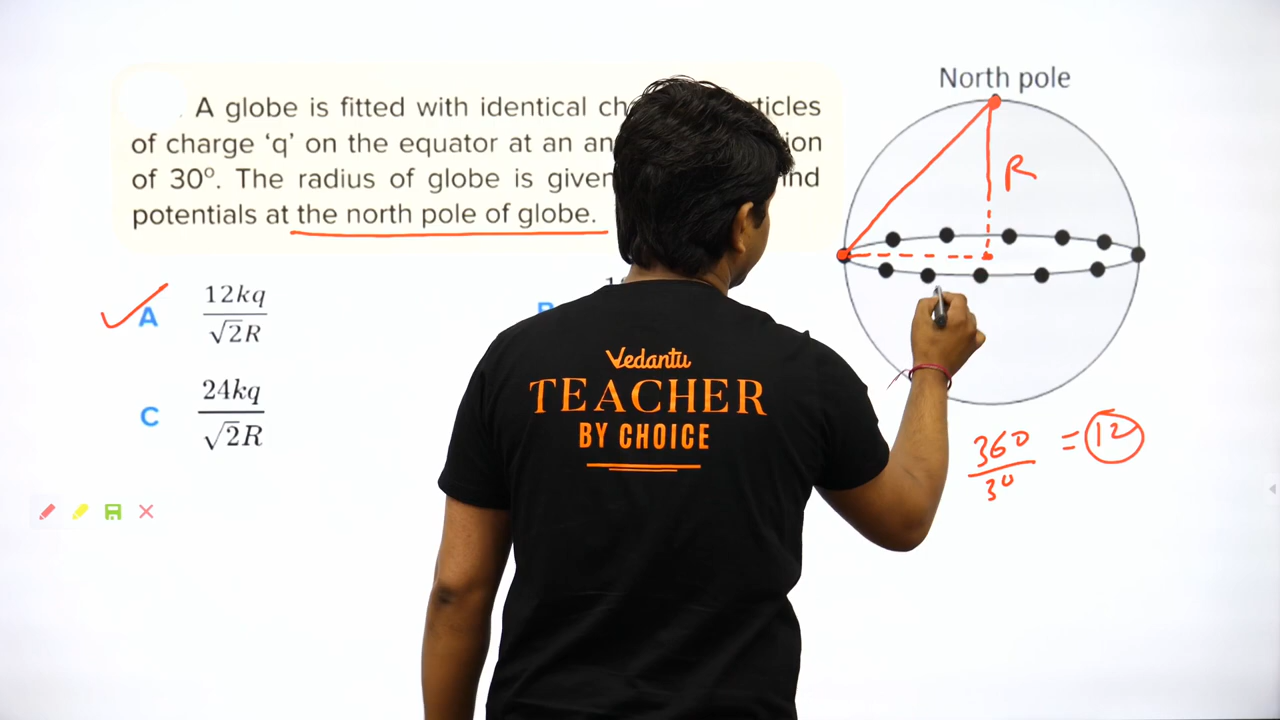 North pole
A globe is fitted with identical
of charge ‘q’ on the equator at an
of 30°. The radius of globe is given
potentials at the north pole of globe.
R
A 12kq/√2R
C 24kq/√2R
360/30 = 12
Vedantu
TEACHER
BY CHOICE